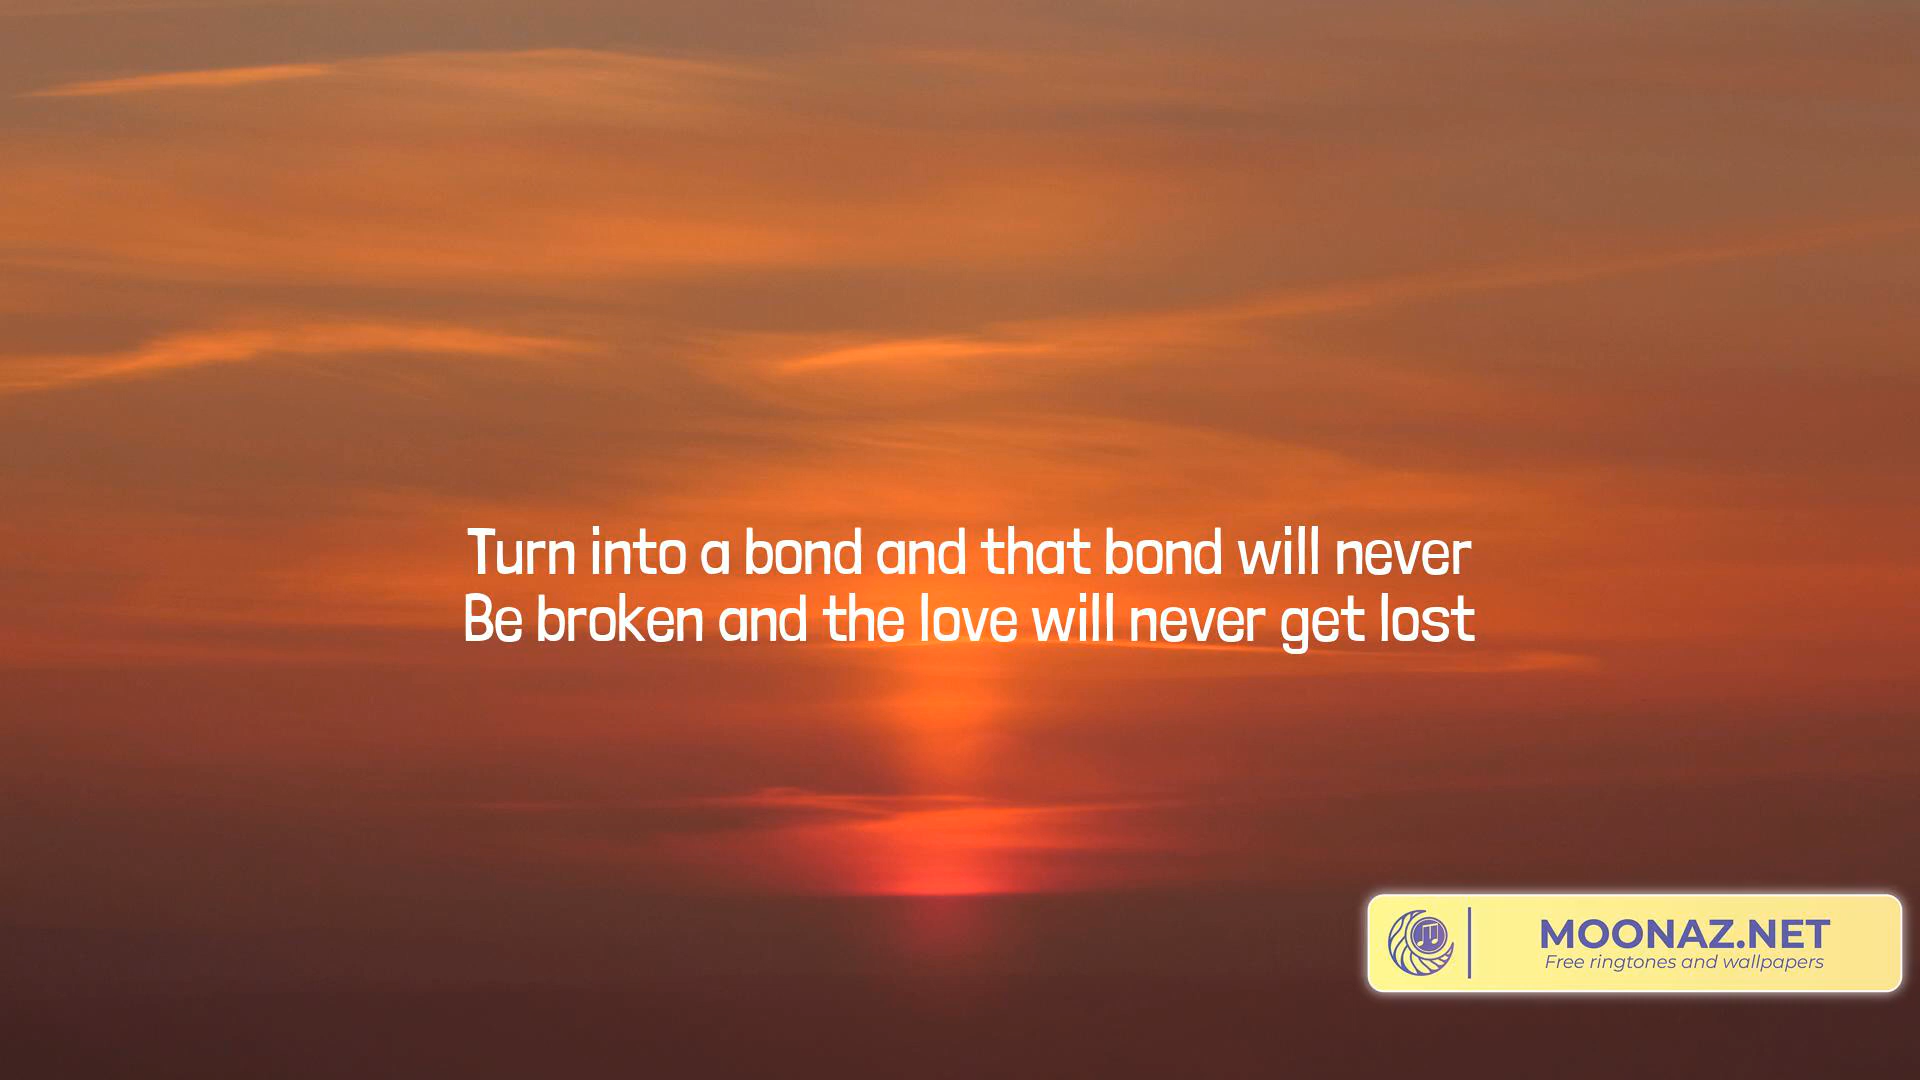 Turn into a bond and that bond will never
Be broken and the love will never get lost
MOONAZ.NET
Free ringtones and wallpapers